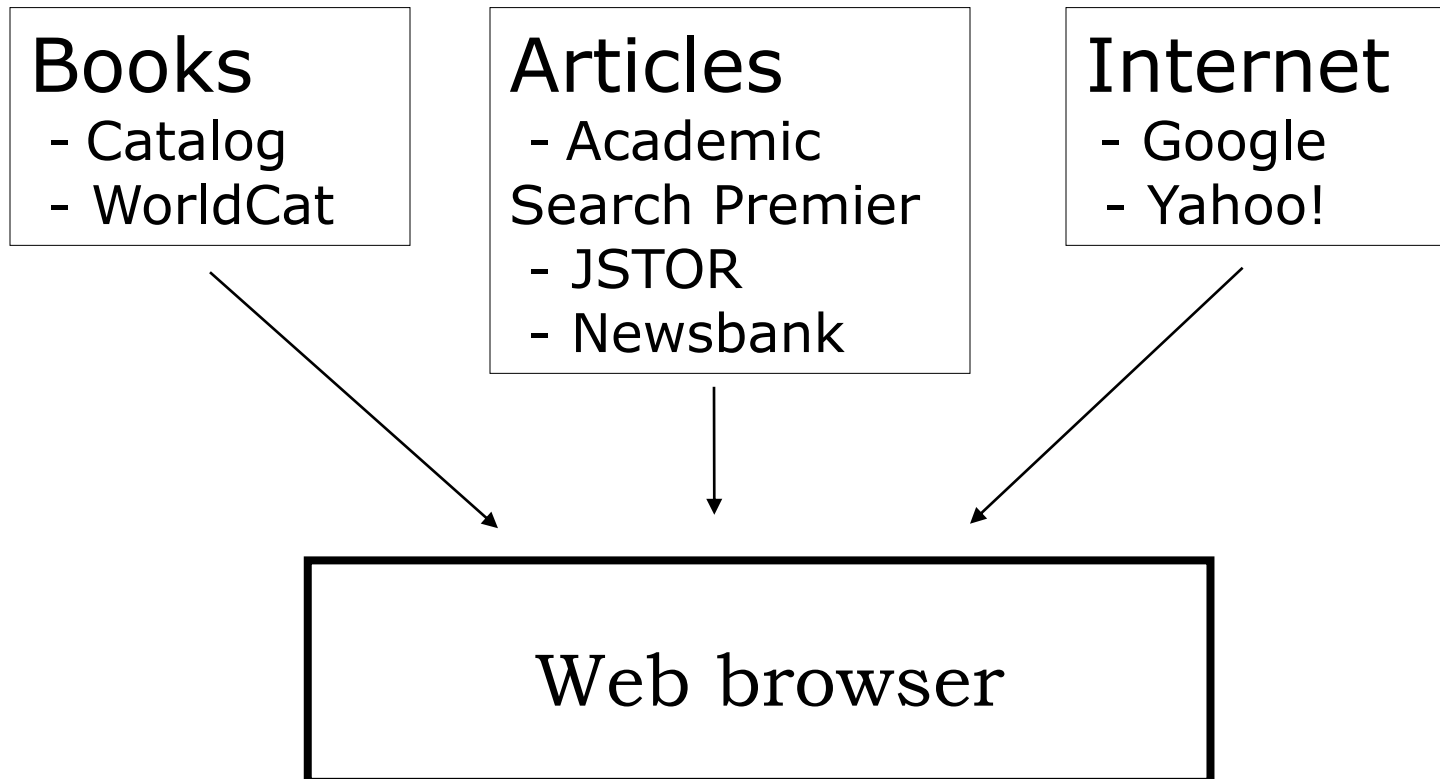 Books
- Catalog
- WorldCat
Articles
- Academic
Search Premier
- JSTOR
- Newsbank
Internet
- Google
- Yahoo!
Web browser